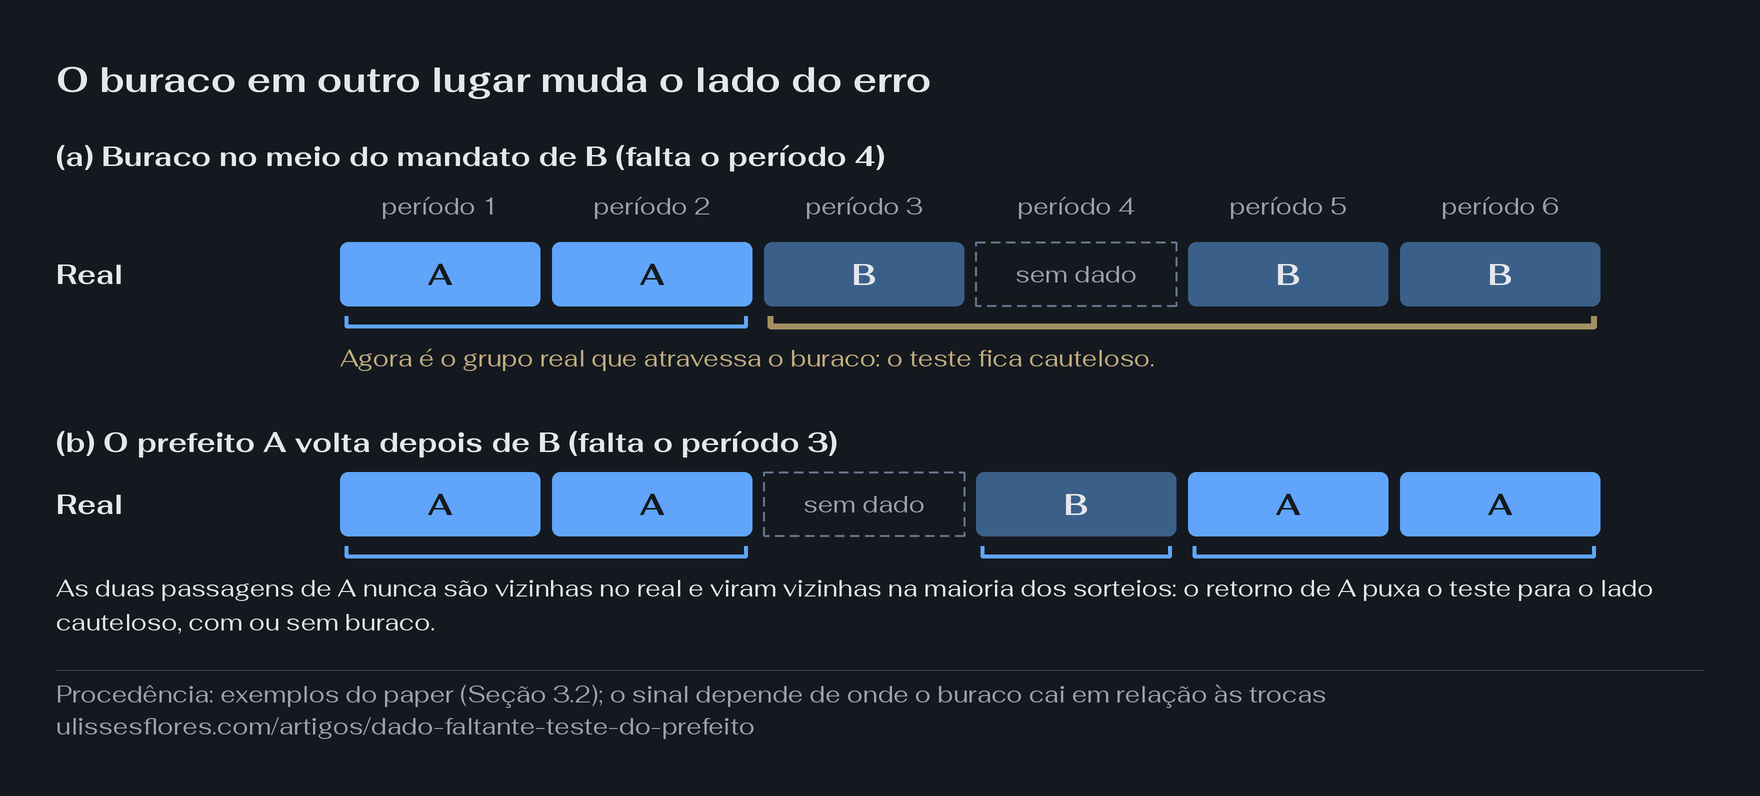 O buraco em outro lugar muda o lado do erro
(a) Buraco no meio do mandato de B (falta o período 4)
período 1 período 2 período 3 período 4 período 5 período 6
Real A A B sem dado B B
Agora é o grupo real que atravessa o buraco: o teste fica cauteloso.
(b) O prefeito A volta depois de B (falta o período 3)
Real A A sem dado B A A
As duas passagens de A nunca são vizinhas no real e viram vizinhas na maioria dos sorteios: o retorno de A puxa o teste para o lado
cauteloso, com ou sem buraco.
Procedência: exemplos do paper (Seção 3.2); o sinal depende de onde o buraco cai em relação às trocas
ulissesflores.com/artigos/dado-faltante-teste-do-prefeito